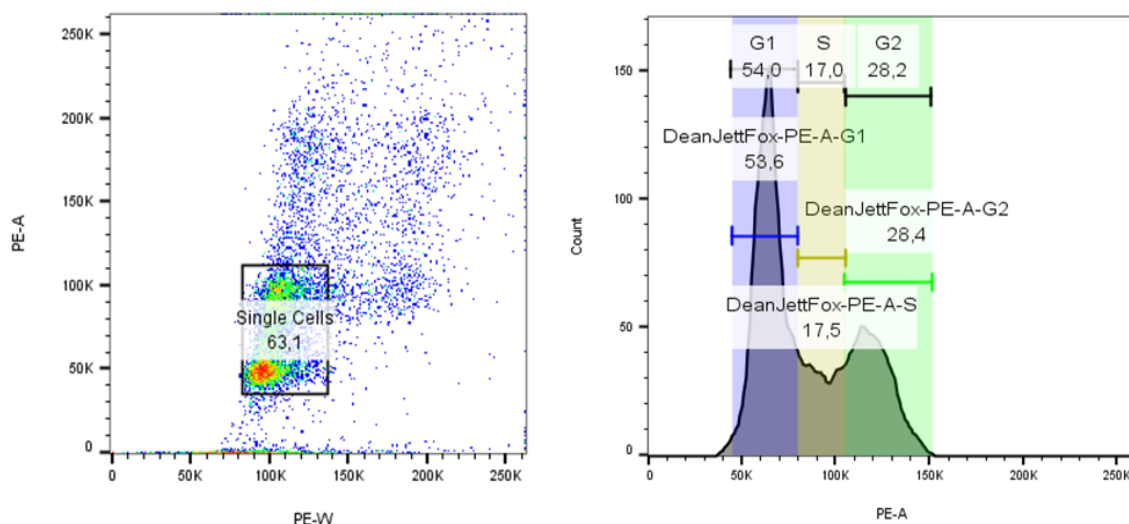 250K
200K
150K
100K
50K
0
PE-A
Single Cells
63,1
0 50K 100K 150K 200K 250K
PE-W
G1 S G2
54,0 17,0 28,2
DeanJettFox-PE-A-G1
53,6
DeanJettFox-PE-A-G2
28,4
DeanJettFox-PE-A-S
17,5
150
100
50
0
Count
0 50K 100K 150K 200K 250K
PE-A